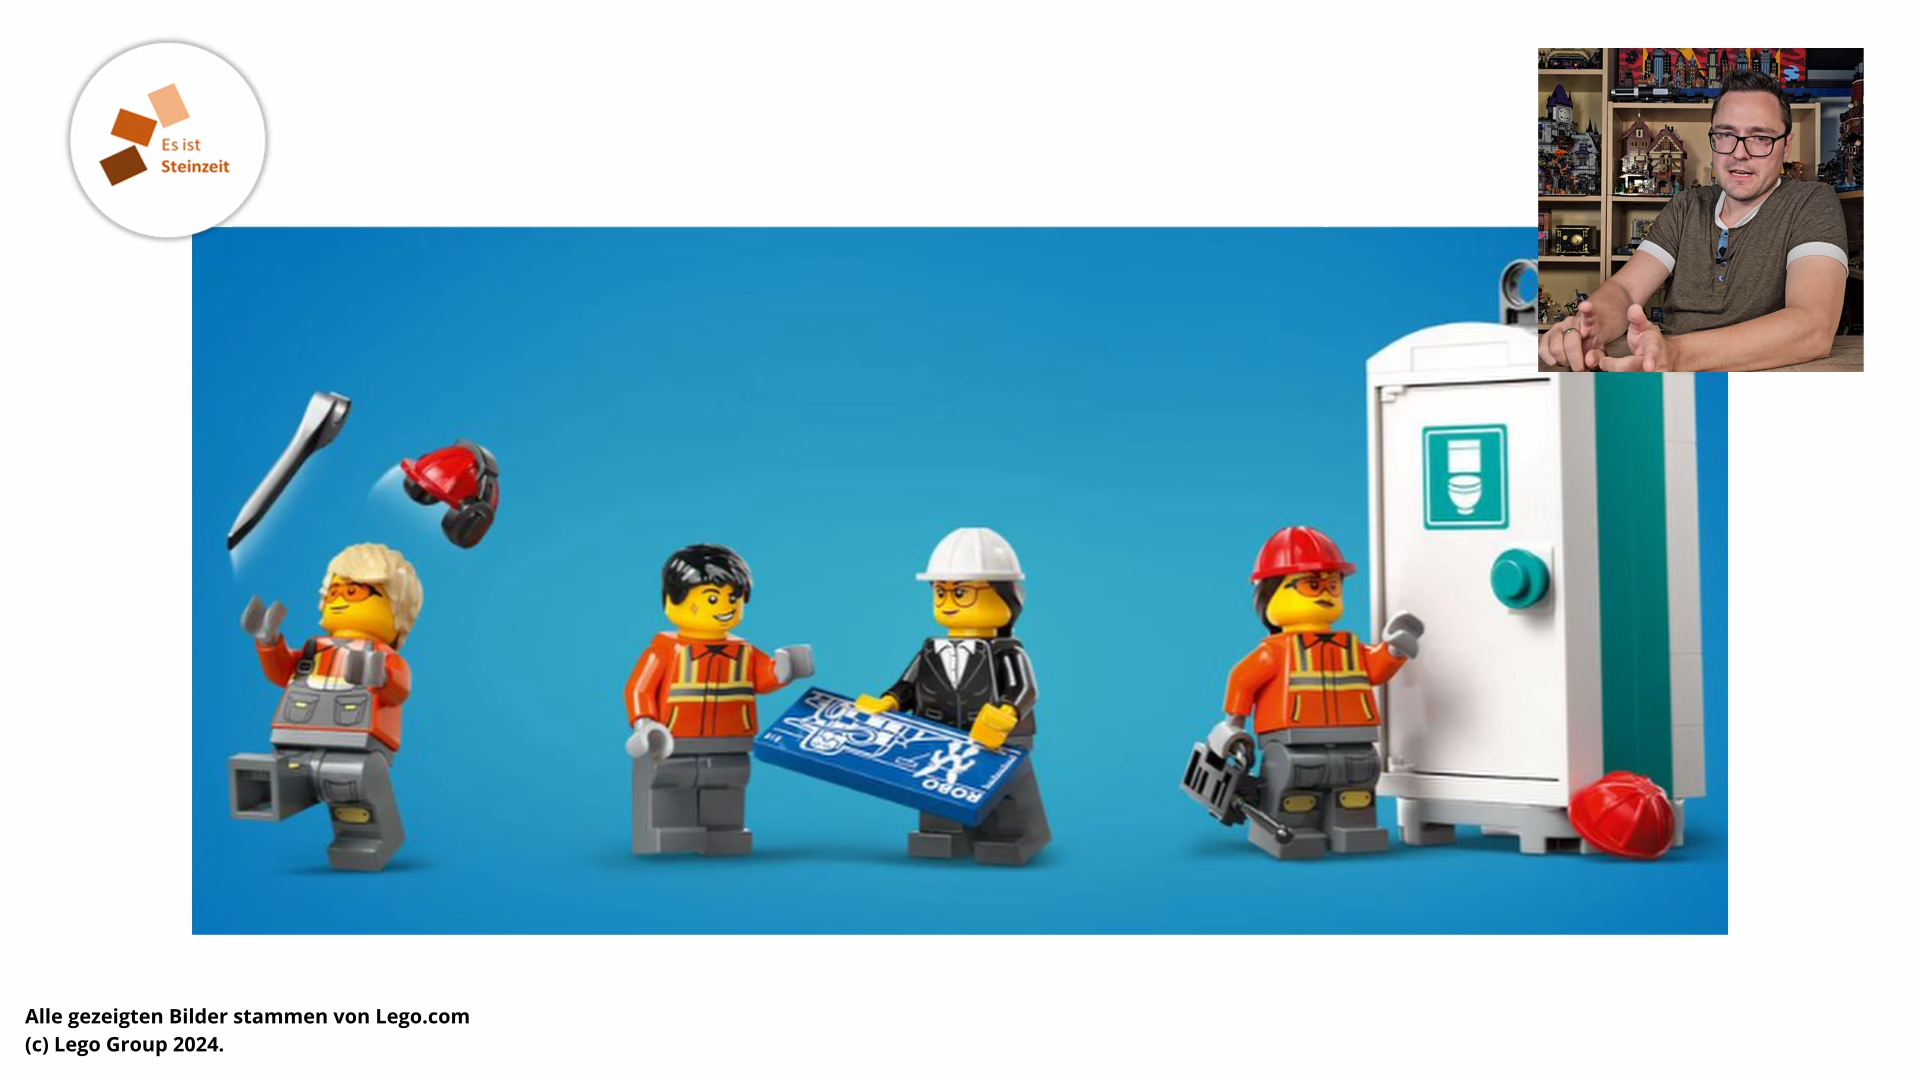 Es ist
Steinzeit
ROBO
Alle gezeigten Bilder stammen von Lego.com
(c) Lego Group 2024.